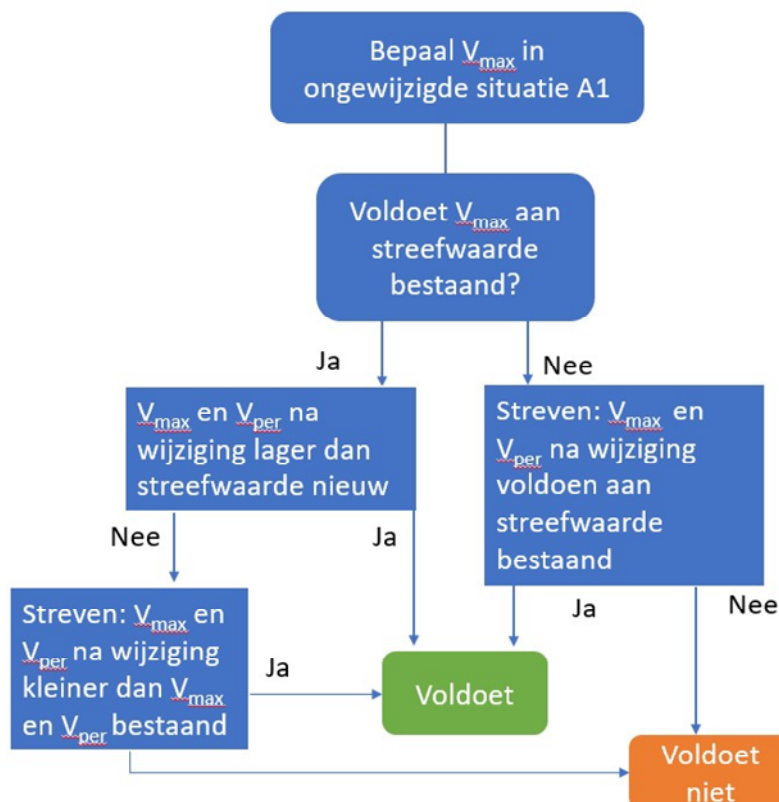 Bepaal Vmax in
ongewijzigde situatie A1
Voldoet Vmax aan
streefwaarde
bestaand?
Ja
Nee
Vmax en Vper na
wijziging lager dan
streefwaarde nieuw
Streven: Vmax en
Vper na wijziging
voldoen aan
streefwaarde
bestaand
Nee
Ja
Ja
Nee
Streven: Vmax en
Vper na wijziging
kleiner dan Vmax
en Vper bestaand
Ja
Voldoet
Voldoet
niet